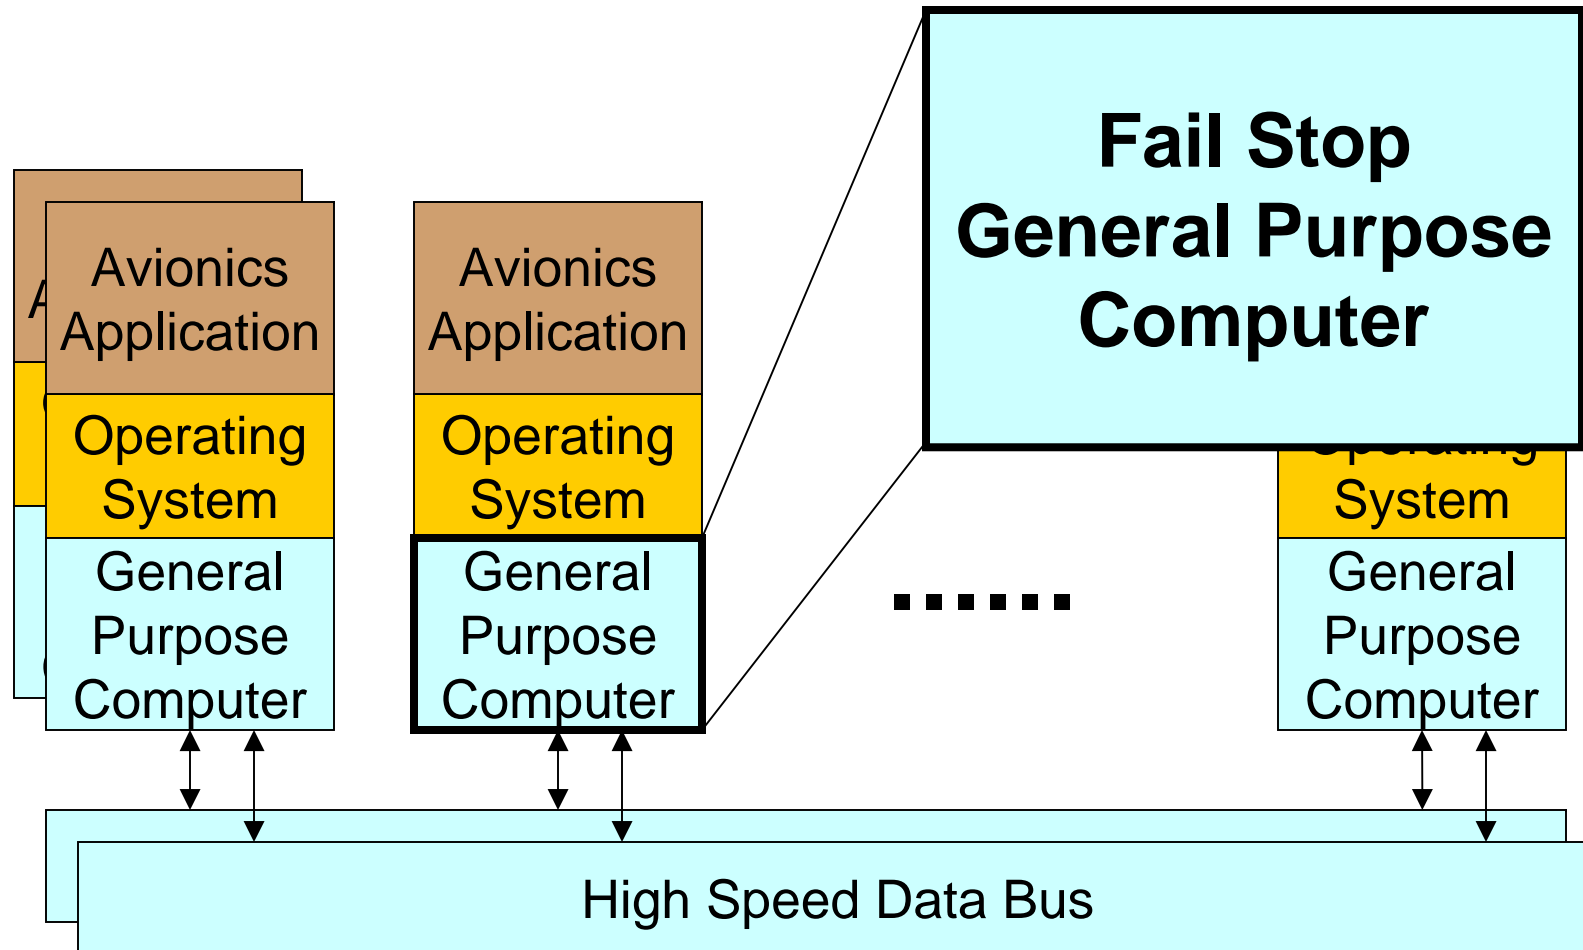 Fail Stop
General Purpose
Computer
Avionics
Application
Operating
System
General
Purpose
Computer
Avionics
Application
Operating
System
General
Purpose
Computer
Operating
System
General
Purpose
Computer
High Speed Data Bus